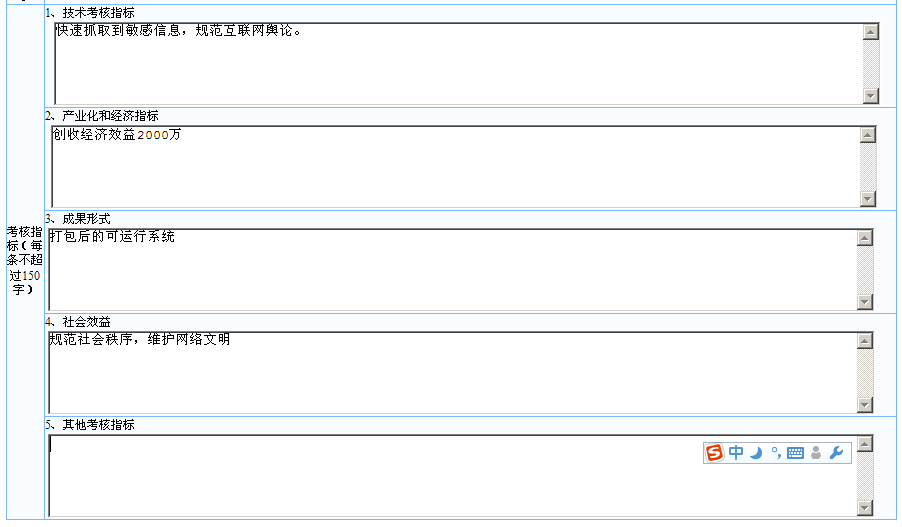 1、技术考核指标
快速抓取到敏感信息，规范互联网舆论。
2、产业化和经济指标
创收经济效益2000万
3、成果形式
打包后的可运行系统
考核指
标（每
条不超
过150
字）
4、社会效益
规范社会秩序，维护网络文明
5、其他考核指标
中